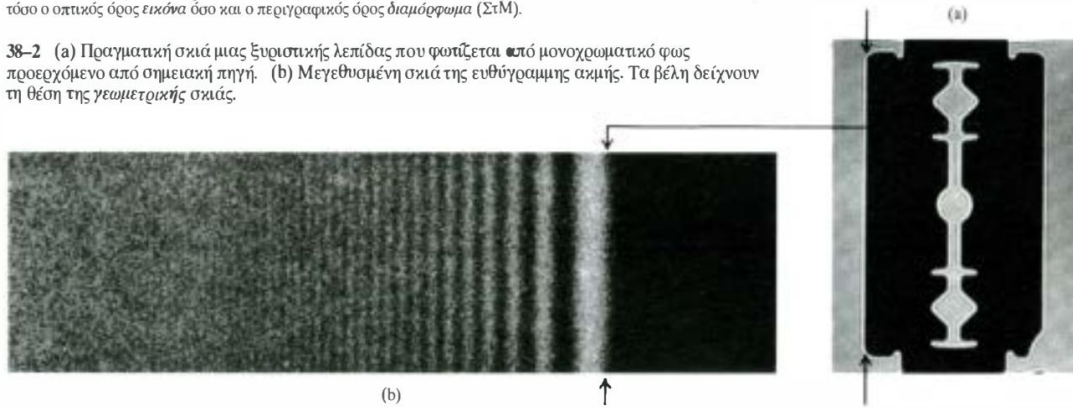 τόσο ο οπτικός όρος εικόνα όσο και ο περιγραφικός όρος διαμόρφωμα (ΣτΜ).
38–2 (a) Πραγματική σκιά μιας ξυριστικής λεπίδας που φωτίζεται από μονοχρωματικό φως
προερχόμενο από σημειακή πηγή. (b) Μεγεθυσμένη σκιά της ευθύγραμμης ακμής. Τα βέλη δείχνουν
τη θέση της γεωμετρικής σκιάς.
(a)
(b)